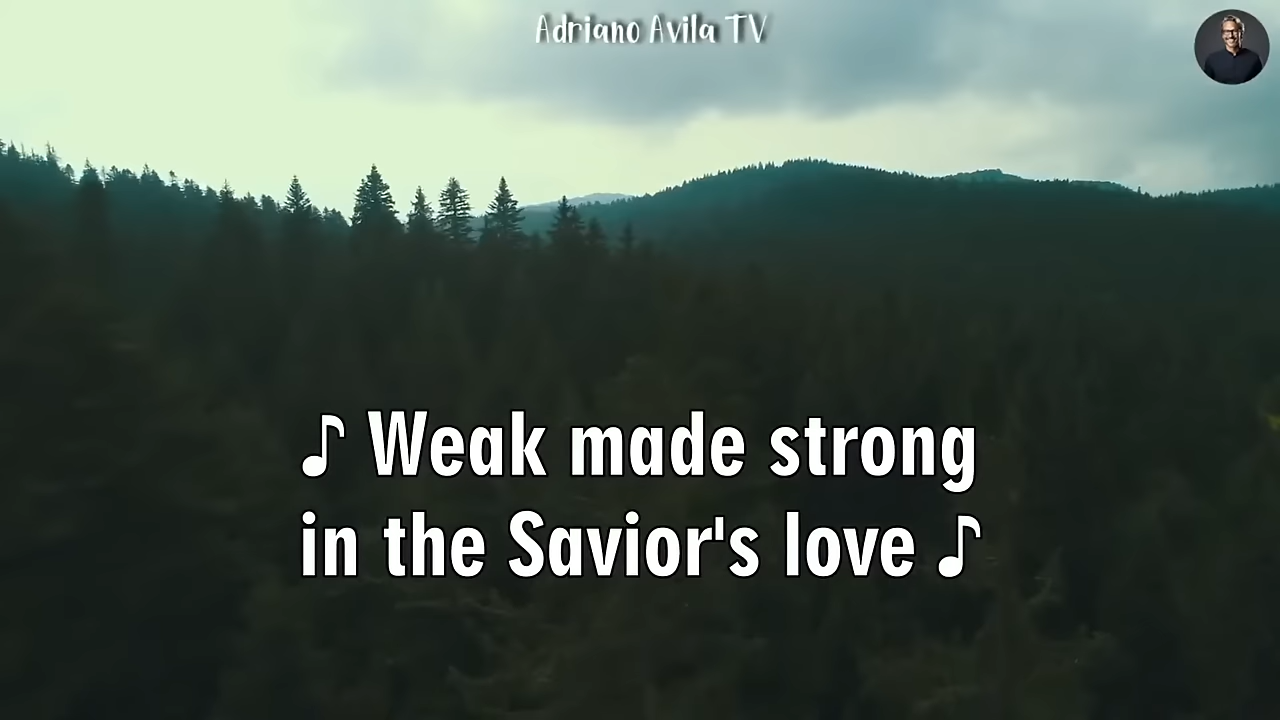 Adriano Avila TV
♪ Weak made strong
in the Savior's love ♪